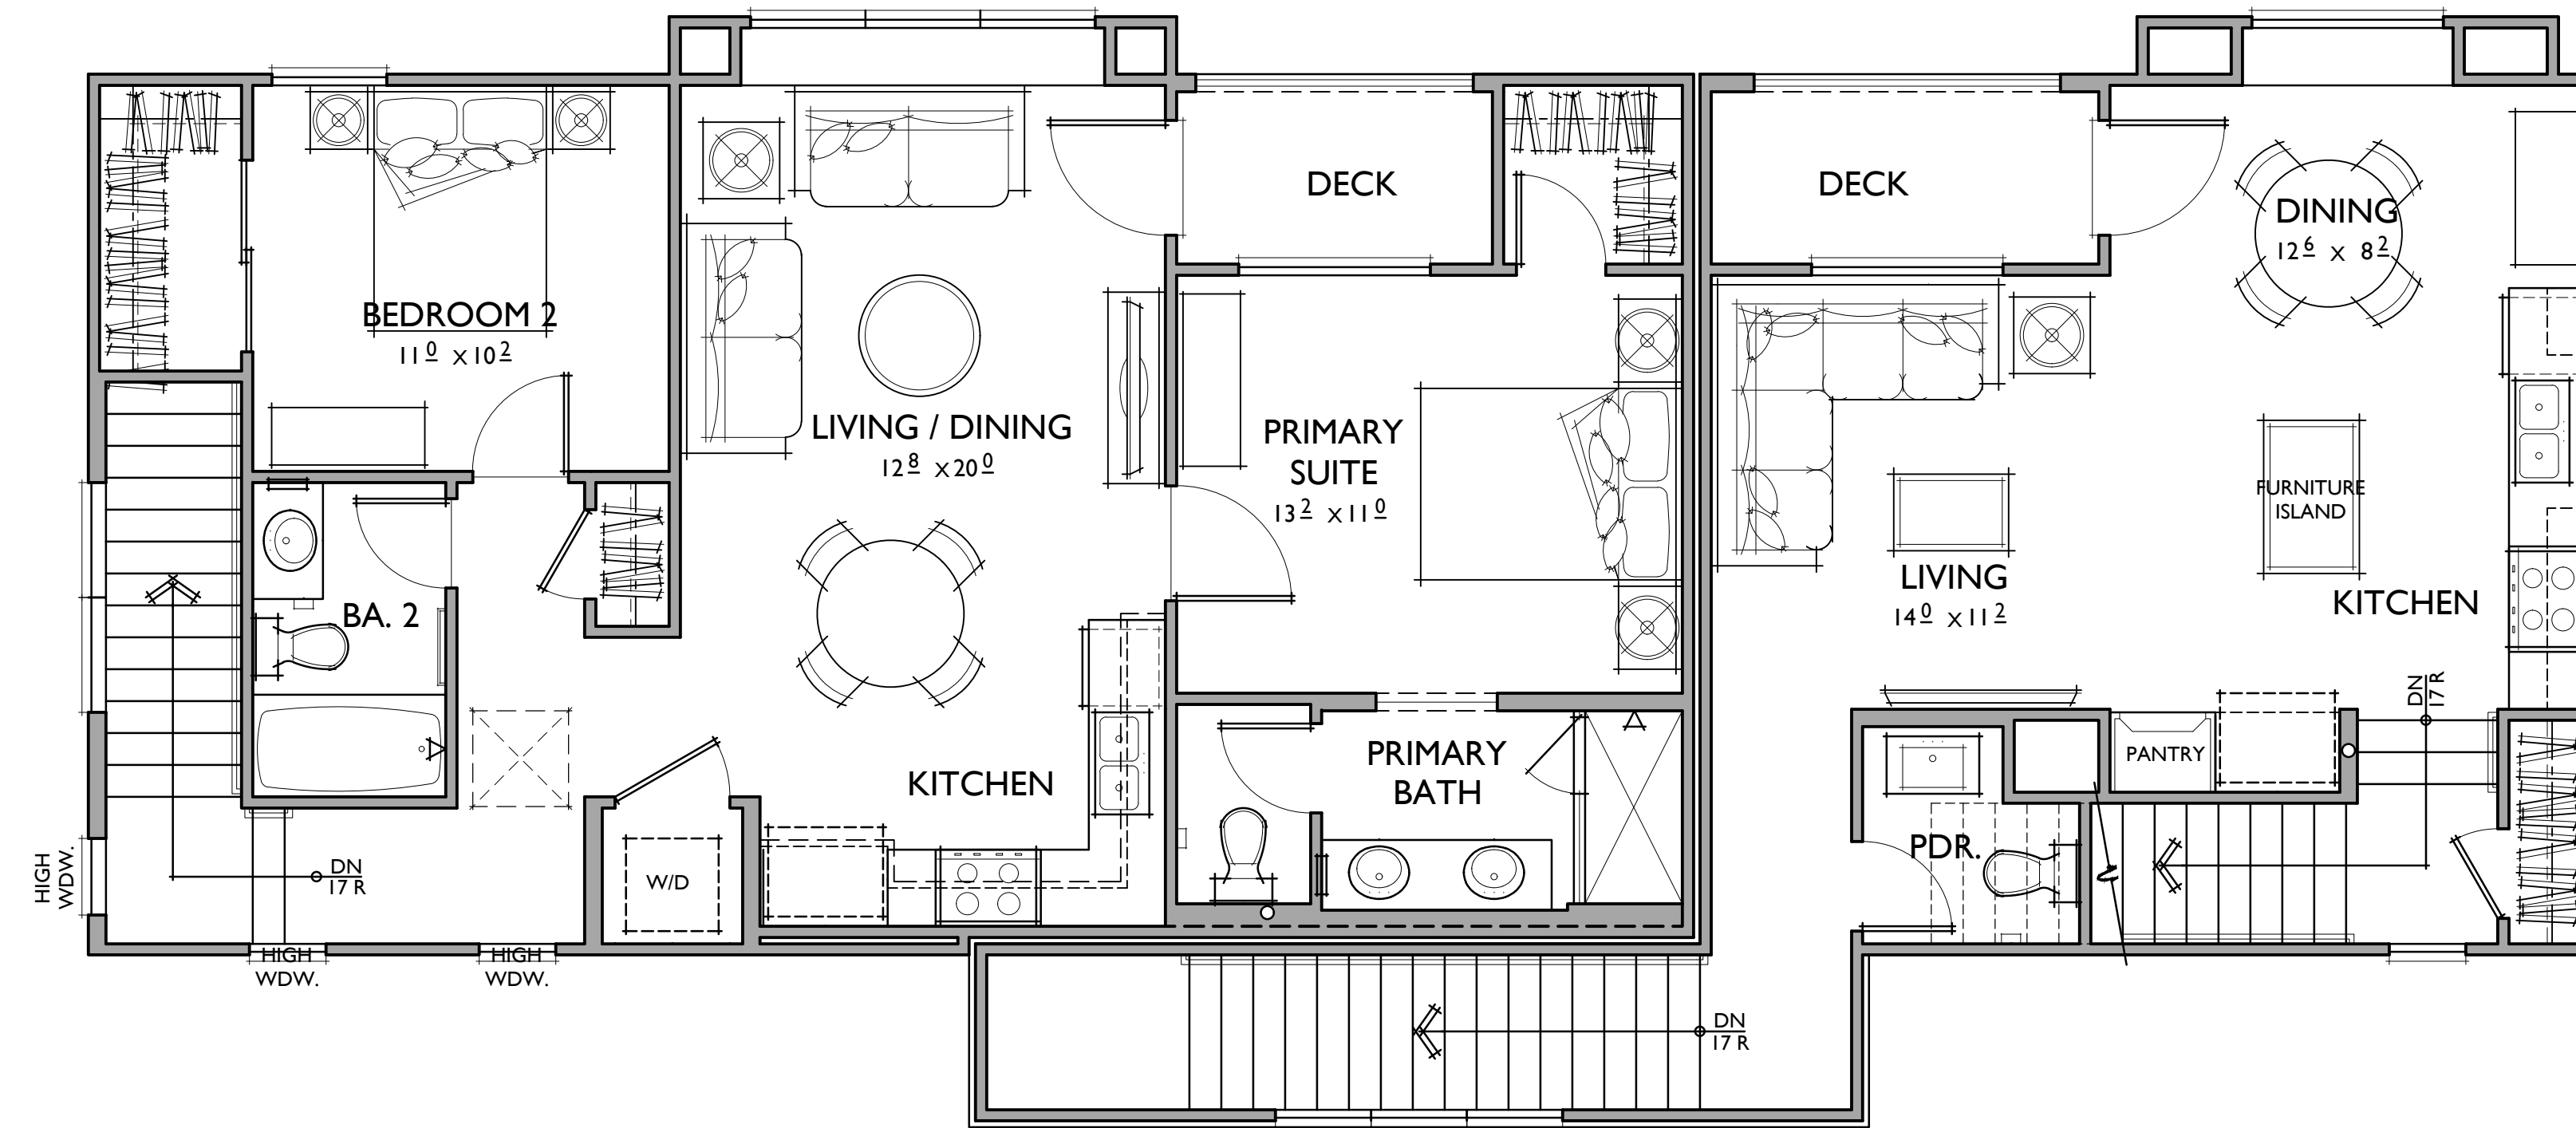 DECK
DECK
DINING
12 6 x 8 2
BEDROOM 2
11 0 x 10 2
LIVING / DINING
12 8 x 20 0
PRIMARY
SUITE
13 2 x 11 0
FURNITURE
ISLAND
LIVING
14 0 x 11 2
KITCHEN
BA. 2
DN
17 R
PRIMARY
BATH
PANTRY
KITCHEN
PDR.
W/D
DN
17 R
HIGH
WDW.
HIGH
WDW.
HIGH
WDW.
DN
17 R